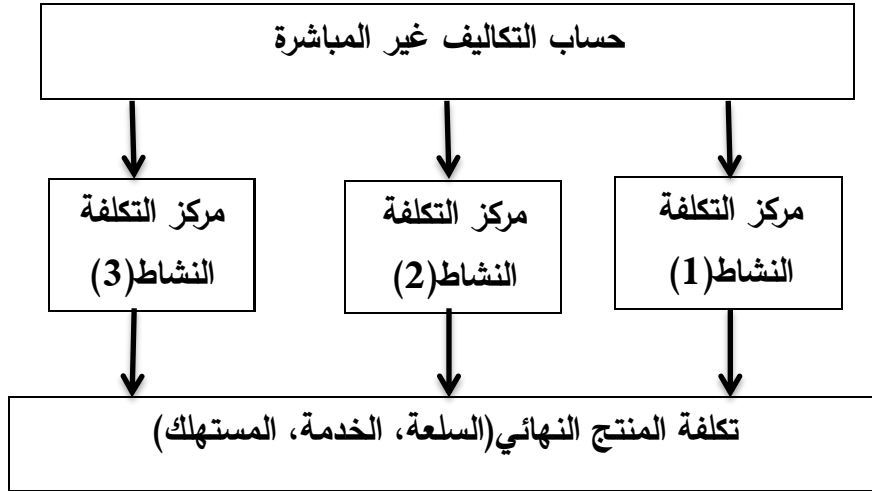 حساب التكاليف غير المباشرة
مركز التكلفة
النشاط(1)
مركز التكلفة
النشاط(2)
مركز التكلفة
النشاط(3)
تكلفة المنتج النهائي(السلعة، الخدمة، المستهلك)